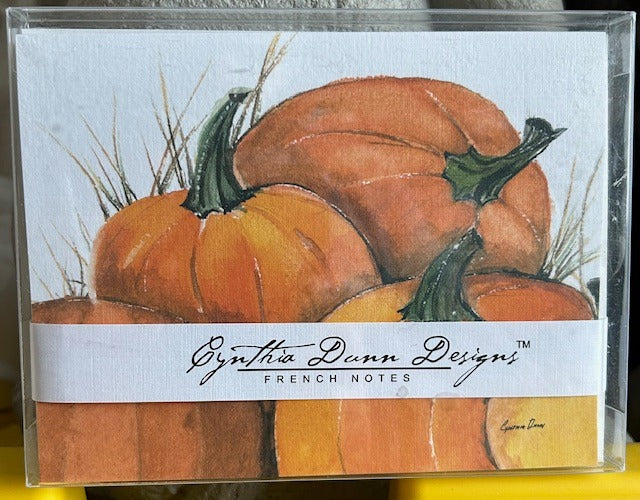 Cynthia Dunn Designs™
FRENCH NOTES
Cynthia Dunn